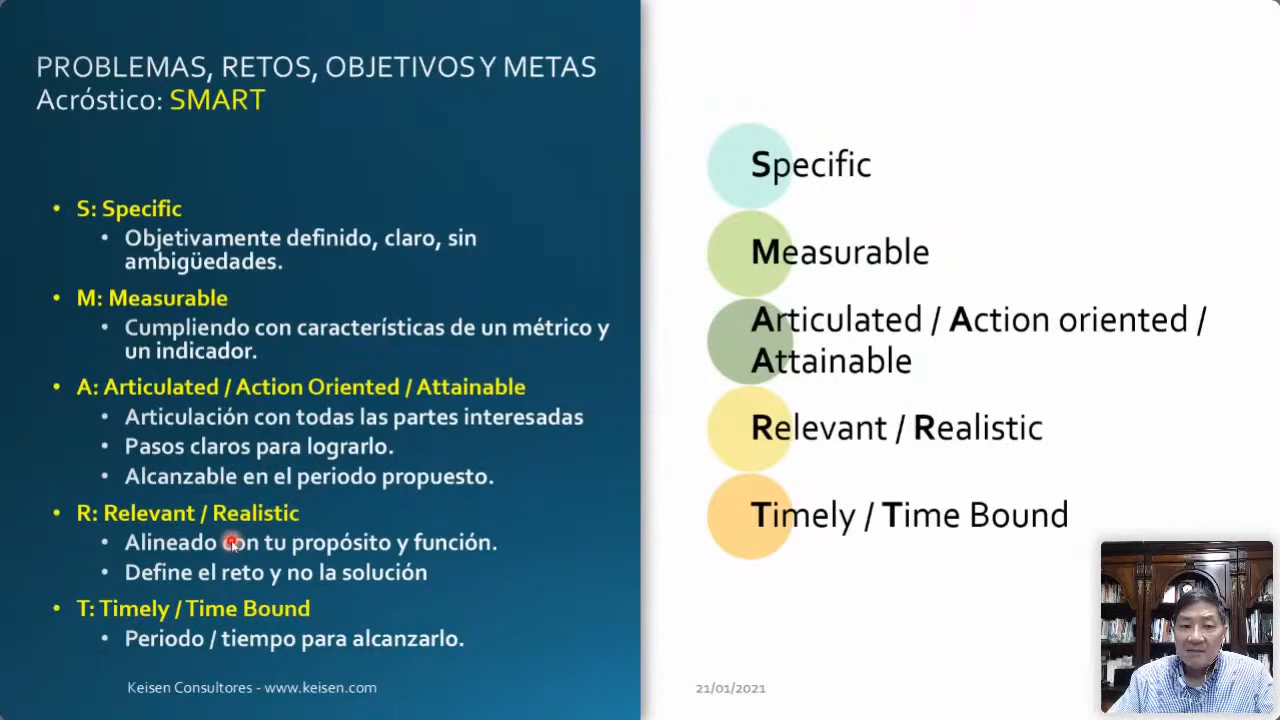 PROBLEMAS, RETOS, OBJETIVOS Y METAS
Acróstico: SMART
• S: Specific
• Objetivamente definido, claro, sin
ambigüedades.
• M: Measurable
• Cumpliendo con características de un métrico y
un indicador.
• A: Articulated / Action Oriented / Attainable
• Articulación con todas las partes interesadas
• Pasos claros para lograrlo.
• Alcanzable en el periodo propuesto.
• R: Relevant / Realistic
• Alineado con tu propósito y función.
• Define el reto y no la solución
• T: Timely / Time Bound
• Periodo / tiempo para alcanzarlo.
Keisen Consultores - www.keisen.com
Specific
Measurable
Articulated / Action oriented /
Attainable
Relevant / Realistic
Timely / Time Bound
21/01/2021